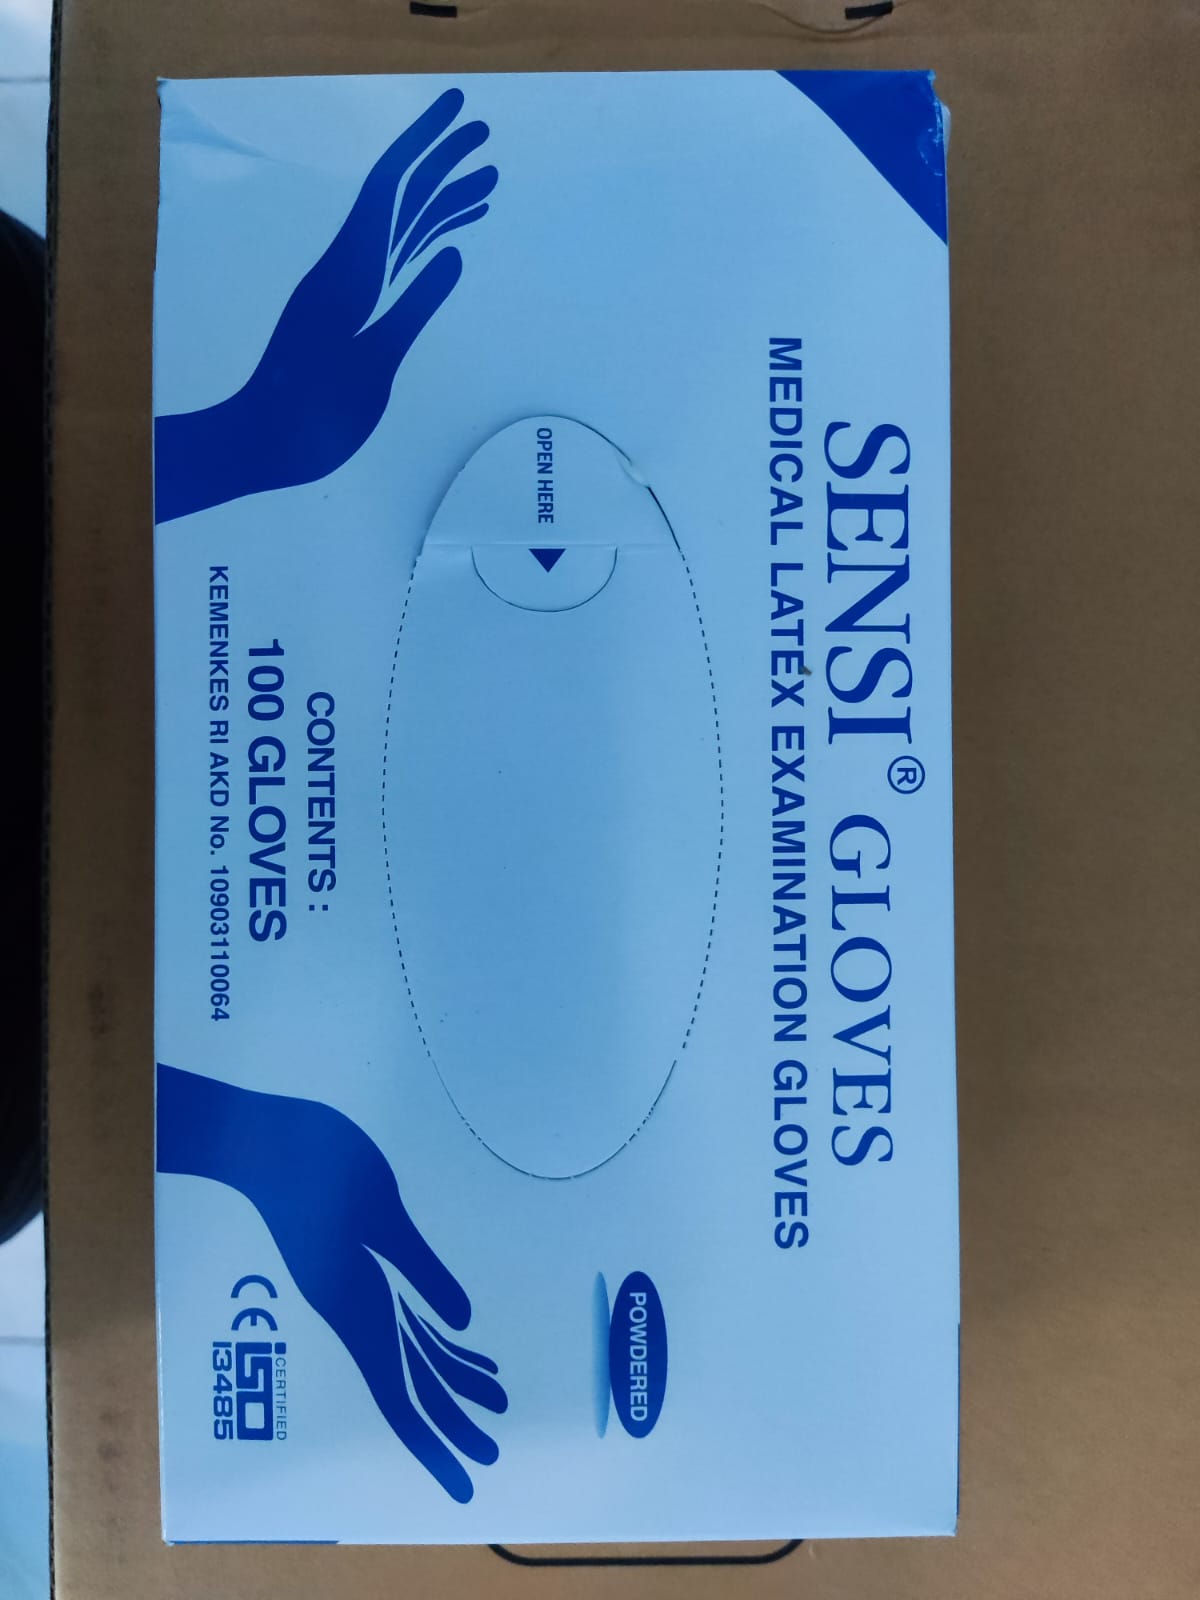 SENSI® GLOVES
MEDICAL LATEX EXAMINATION GLOVES
POWDERED
OPEN HERE
CONTENTS :
100 GLOVES
KEMENKES RI AKD No. 10903110064
CE
CERTIFIED
ISO
13485